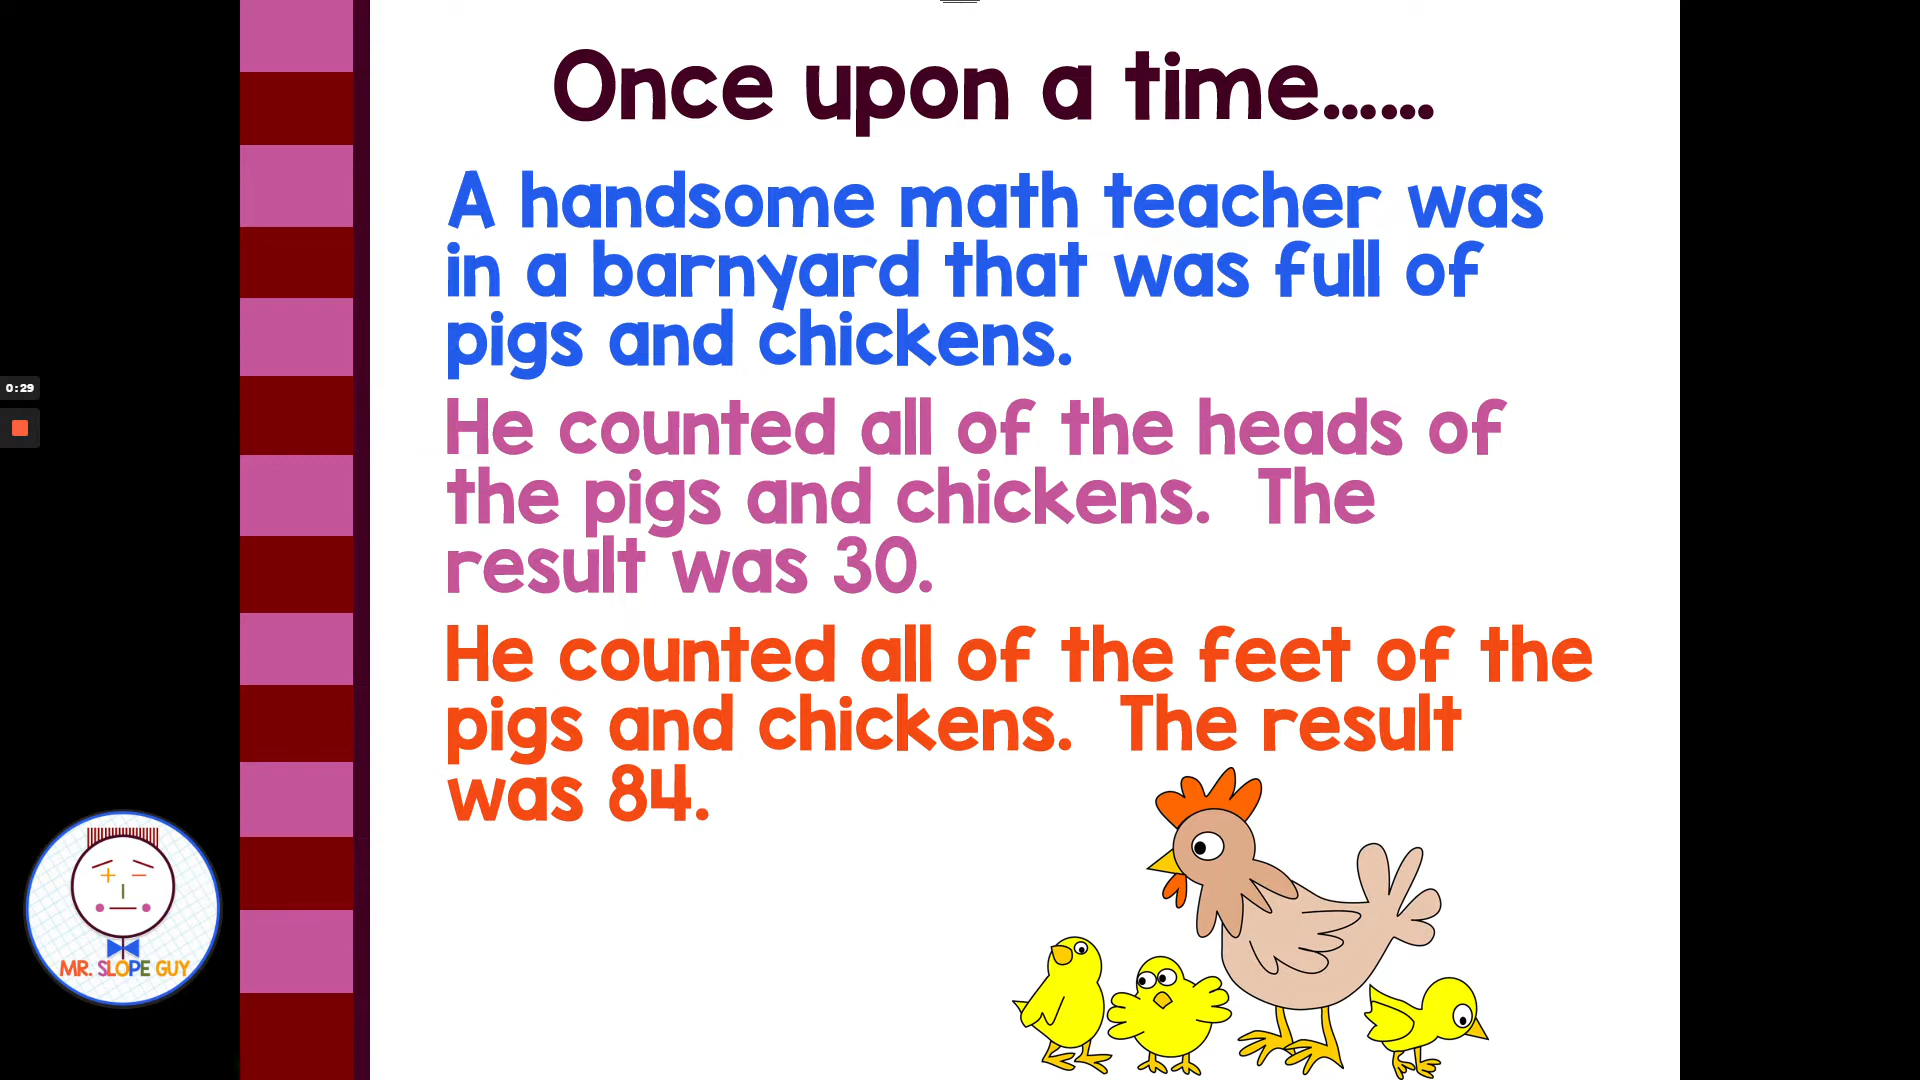 Once upon a time......
A handsome math teacher was
in a barnyard that was full of
pigs and chickens.
He counted all of the heads of
the pigs and chickens.  The
result was 30.
He counted all of the feet of the
pigs and chickens.  The result
was 84.
0:29
MR. SLOPE GUY